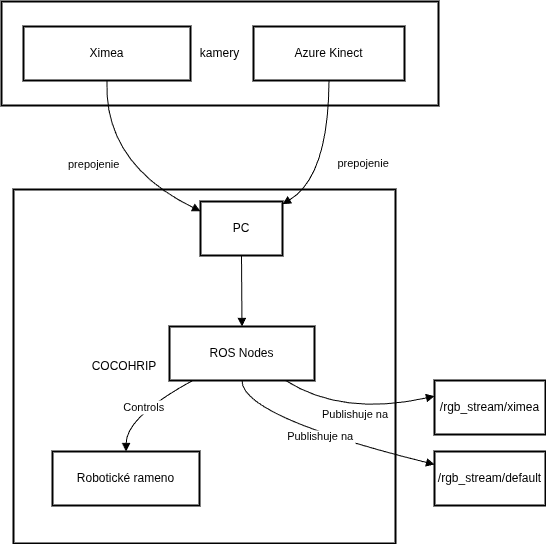 Ximea
kamery
Azure Kinect
prepojenie
prepojenie
PC
ROS Nodes
COCOHRIP
Controls
Publishuje na
/rgb_stream/ximea
Publishuje na
Robotické rameno
/rgb_stream/default